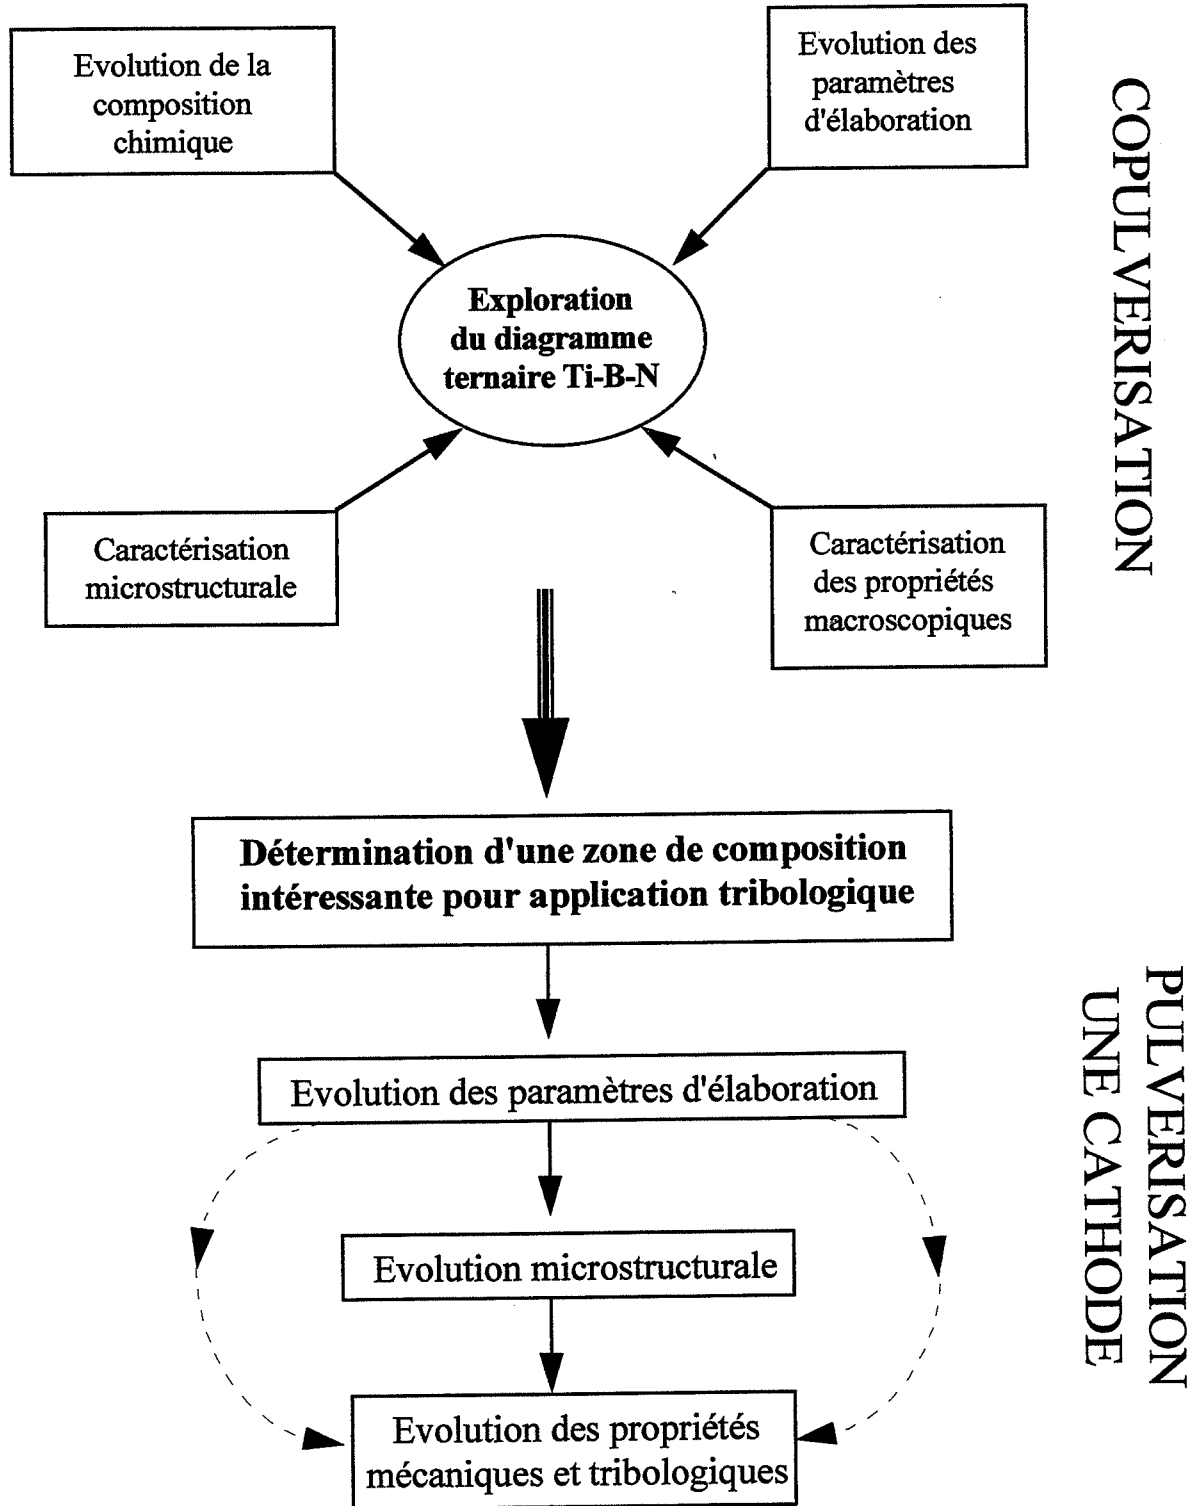 Evolution de la
composition
chimique
Evolution des
paramètres
d'élaboration
COPULVERISATION
Exploration
du diagramme
ternaire Ti-B-N
Caractérisation
microstructurale
Caractérisation
des propriétés
macroscopiques
Détermination d'une zone de composition
intéressante pour application tribologique
PULVERISATION
UNE CATHODE
Evolution des paramètres d'élaboration
Evolution microstructurale
Evolution des propriétés
mécaniques et tribologiques